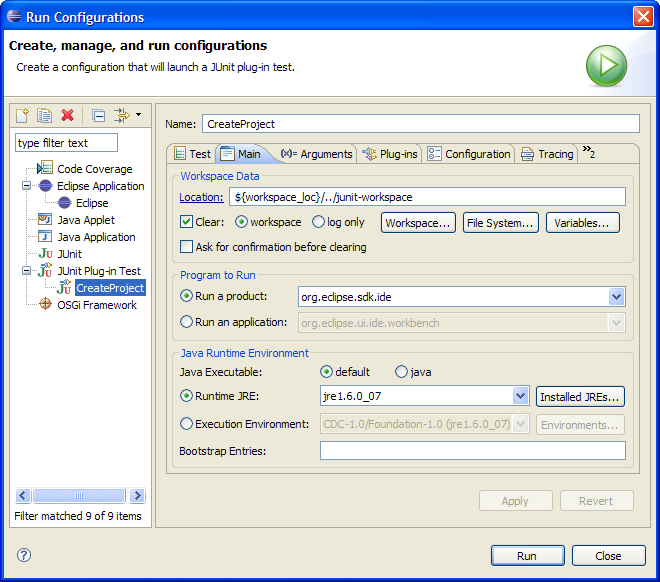 Run Configurations
Create, manage, and run configurations
Create a configuration that will launch a JUnit plug-in test.
type filter text
Code Coverage
Eclipse Application
Eclipse
Java Applet
Java Application
JUnit
JUnit Plug-in Test
CreateProject
OSGi Framework
Filter matched 9 of 9 items
Name: CreateProject
Test Main (x)= Arguments Plug-ins Configuration Tracing »2
Workspace Data
Location: ${workspace_loc}/../junit-workspace
Clear: workspace log only Workspace... File System... Variables...
Ask for confirmation before clearing
Program to Run
Run a product: org.eclipse.sdk.ide
Run an application: org.eclipse.ui.ide.workbench
Java Runtime Environment
Java Executable: default java
Runtime JRE: jre1.6.0_07 Installed JREs...
Execution Environment: CDC-1.0/Foundation-1.0 (jre1.6.0_07) Environments...
Bootstrap Entries:
Apply Revert
? Run Close